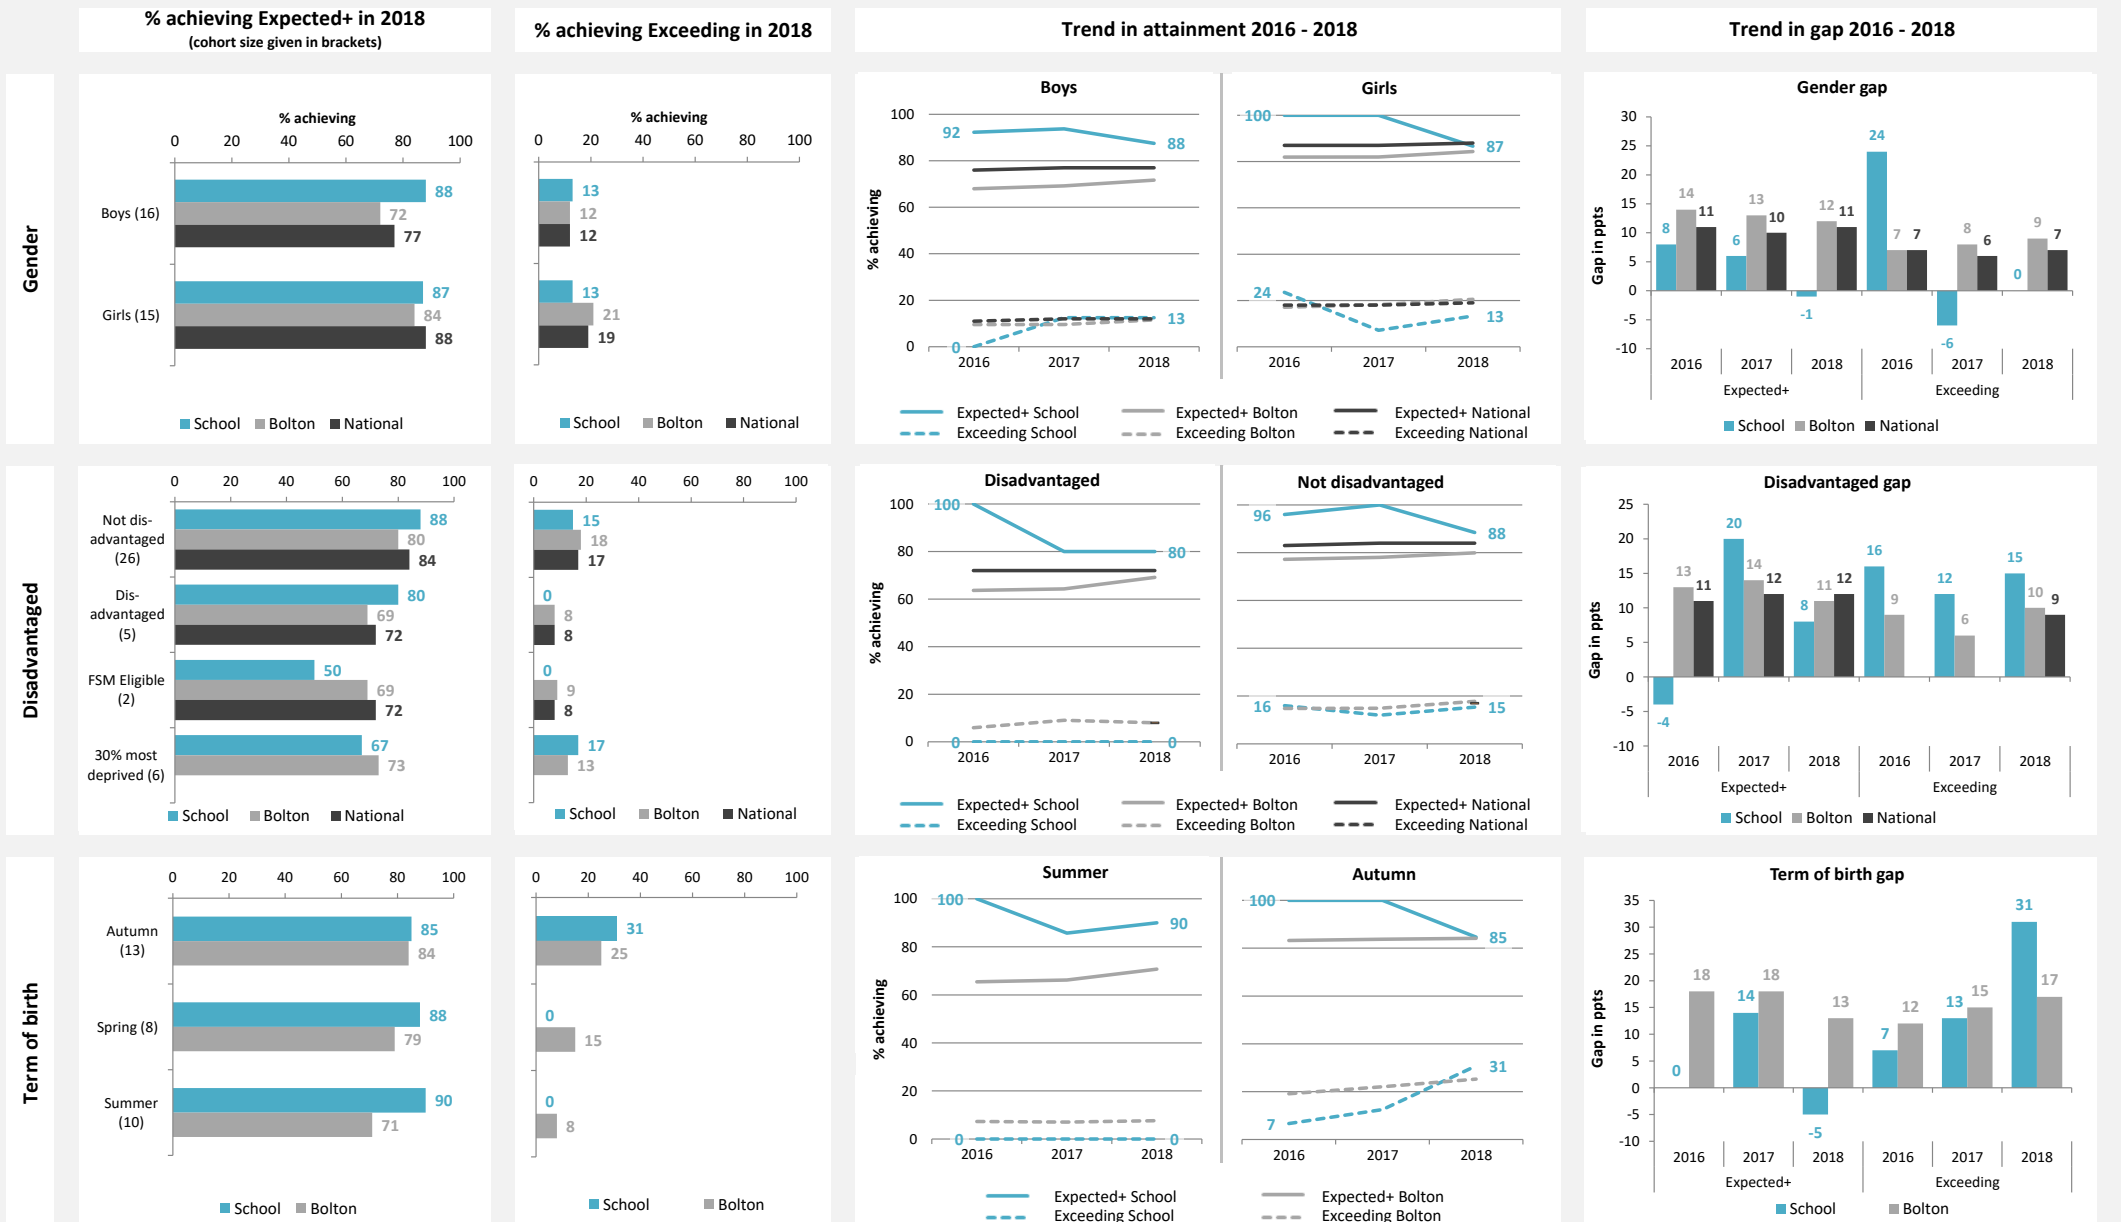 % achieving Expected+ in 2018
(cohort size given in brackets)
% achieving Exceeding in 2018
Trend in attainment 2016 - 2018
Trend in gap 2016 - 2018
Gender
% achieving
0 20 40 60 80 100
Boys (16)
88
72
77
Girls (15)
87
84
88
School Bolton National
% achieving
0 20 40 60 80 100
13
12
12
13
21
19
School Bolton National
Boys
% achieving
100
80
60
40
20
0
92
88
0
13
2016 2017 2018
Girls
100
87
24
13
2016 2017 2018
Expected+ School Expected+ Bolton Expected+ National
Exceeding School Exceeding Bolton Exceeding National
Gender gap
Gap in ppts
30
25
20
15
10
5
0
-5
-10
8 14 11
6 13 10
-1 12 11
24 7 7
-6 8 6
0 9 7
2016 2017 2018 2016 2017 2018
Expected+ Exceeding
School Bolton National
Disadvantaged
0 20 40 60 80 100
Not dis-
advantaged
(26)
88
80
84
Dis-
advantaged
(5)
80
69
72
FSM Eligible
(2)
50
69
72
30% most
deprived (6)
67
73
School Bolton National
0 20 40 60 80 100
15
18
17
0
8
8
0
9
8
17
13
School Bolton National
Disadvantaged
% achieving
100
80
60
40
20
0
100
80
0
0
2016 2017 2018
Not disadvantaged
96
88
16
15
2016 2017 2018
Expected+ School Expected+ Bolton Expected+ National
Exceeding School Exceeding Bolton Exceeding National
Disadvantaged gap
Gap in ppts
25
20
15
10
5
0
-5
-10
-4 13 11
20 14 12
8 11 12
16 9
12 6
15 10 9
2016 2017 2018 2016 2017 2018
Expected+ Exceeding
School Bolton National
Term of birth
0 20 40 60 80 100
Autumn
(13)
85
84
Spring (8)
88
79
Summer
(10)
90
71
School Bolton
0 20 40 60 80 100
31
25
0
15
0
8
School Bolton
Summer
% achieving
100
80
60
40
20
0
100
90
0
0
2016 2017 2018
Autumn
100
85
7
31
2016 2017 2018
Expected+ School Expected+ Bolton
Exceeding School Exceeding Bolton
Term of birth gap
Gap in ppts
35
30
25
20
15
10
5
0
-5
-10
0 18
14 18
-5 13
7 12
13 15
31 17
2016 2017 2018 2016 2017 2018
Expected+ Exceeding
School Bolton